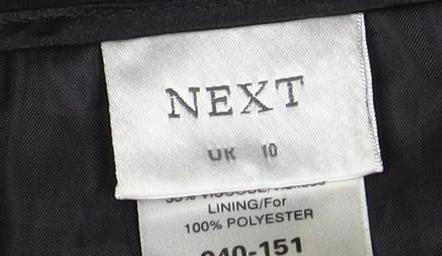 NEXT
UK 10
LINING/For
100% POLYESTER
040-151